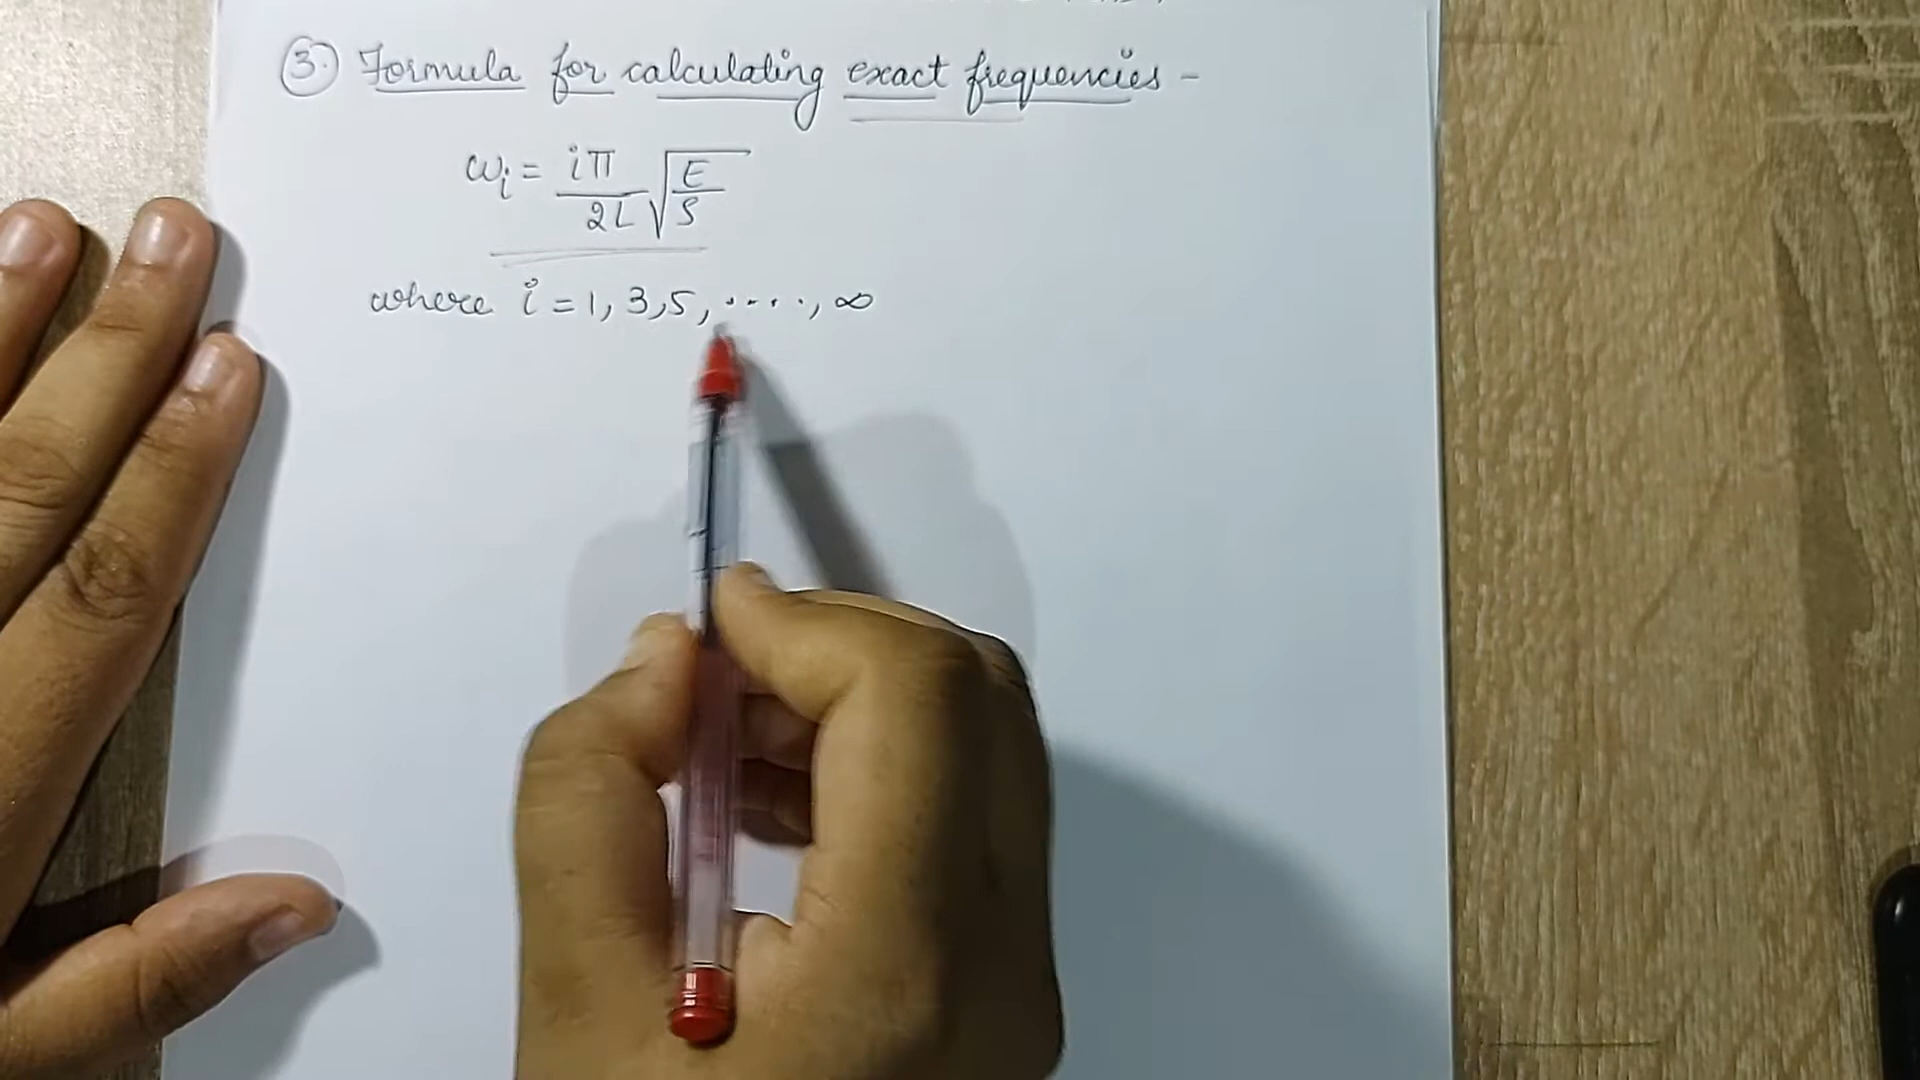 3. Formula for calculating exact frequencies -
ωi = iπ/2L √E/S
where i = 1, 3, 5, ....., ∞